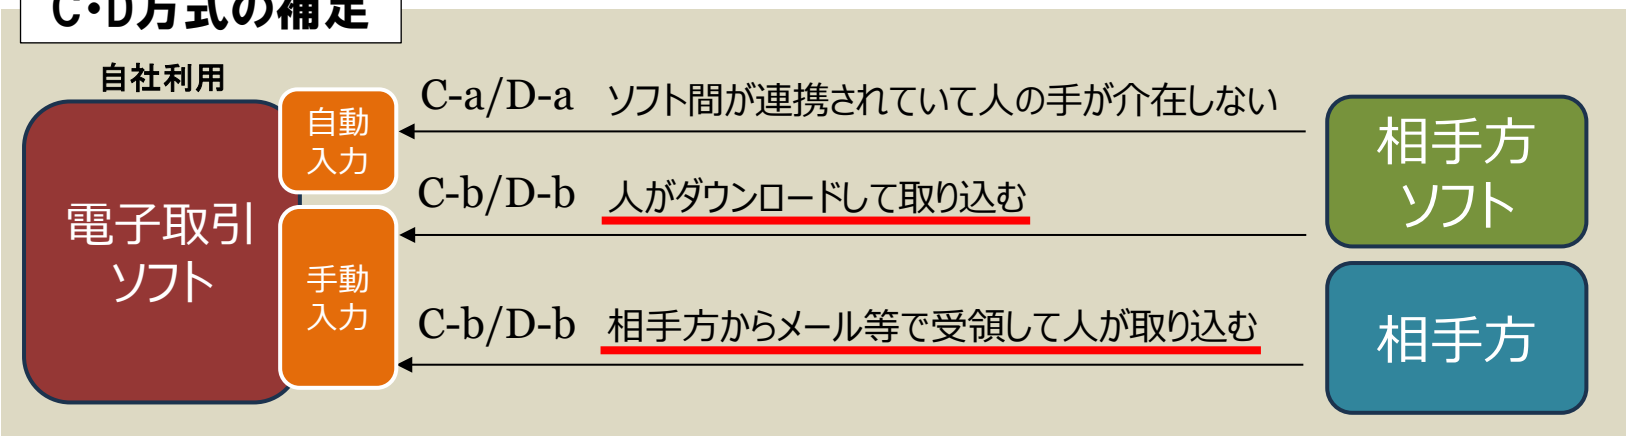 C・D方式の補足
自社利用
電子取引
ソフト
自動
入力
手動
入力
C-a/D-a ソフト間が連携されていて人の手が介在しない
C-b/D-b 人がダウンロードして取り込む
C-b/D-b 相手方からメール等で受領して人が取り込む
相手方
ソフト
相手方